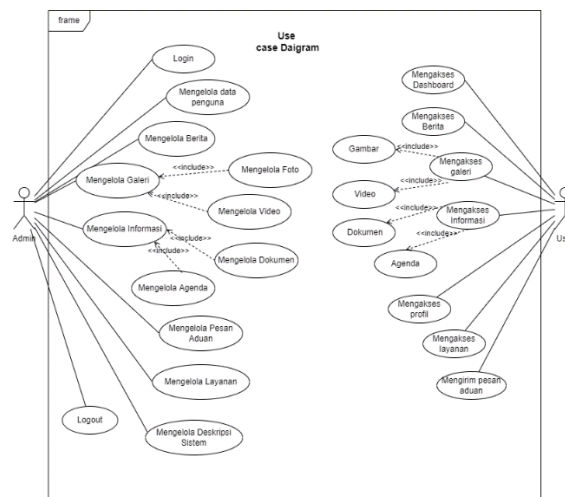 frame
Use
case Daigram
Login
Mengelola data
penguna
Mengelola Berita
Mengelola Galeri
<<include>>
Mengelola Foto
<<include>>
Mengelola Video
Mengelola Informasi
<<include>>
<<include>>
Mengelola Dokumen
Mengelola Agenda
Mengelola Pesan
Aduan
Mengelola Layanan
Logout
Mengelola Deskripsi
Sistem
Admin
Mengakses
Dashboard
Mengakses
Berita
Gambar
<<include>>
Mengakses
galeri
Video
<<include>>
Dokumen
<<include>>
Mengakses
Informasi
<<include>>
Agenda
Mengakses
profil
Mengakses
layanan
Mengirim pesan
aduan
Us